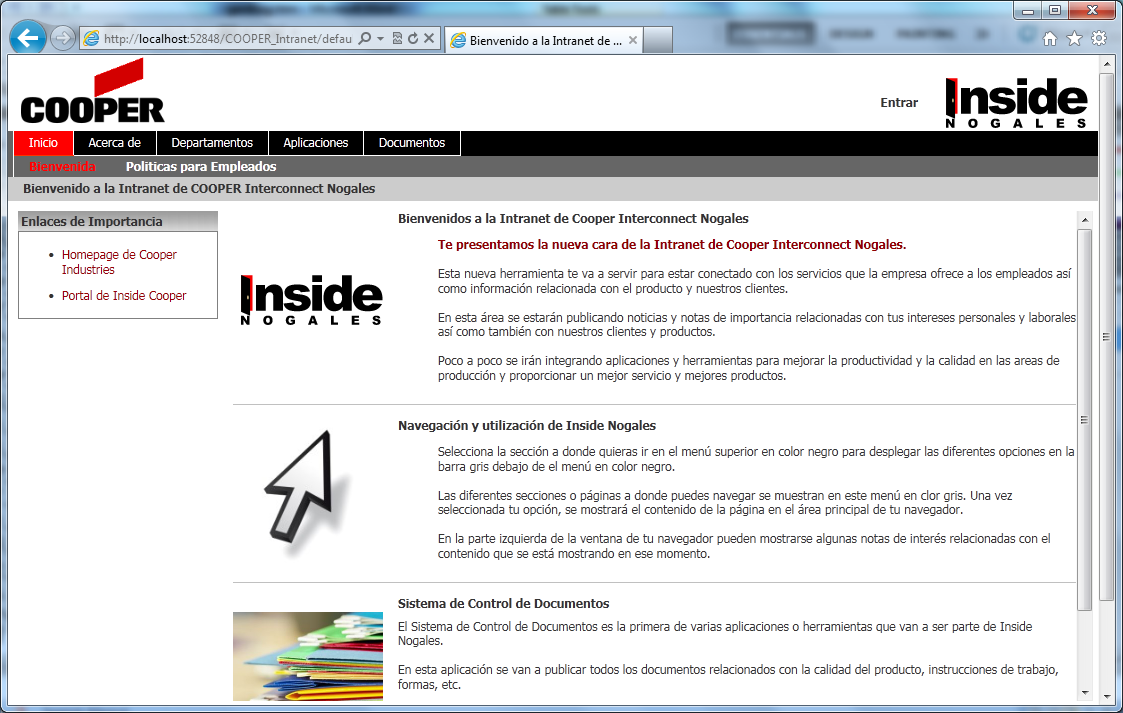 http://localhost:52848/COOPER_Intranet/defau
Bienvenido a la Intranet de ...
COOPER
Entrar
Inside
NOGALES
Inicio
Acerca de
Departamentos
Aplicaciones
Documentos
Bienvenida
Politicas para Empleados
Bienvenido a la Intranet de COOPER Interconnect Nogales
Enlaces de Importancia
• Homepage de Cooper
Industries
• Portal de Inside Cooper
Inside
NOGALES
Bienvenidos a la Intranet de Cooper Interconnect Nogales
Te presentamos la nueva cara de la Intranet de Cooper Interconnect Nogales.
Esta nueva herramienta te va a servir para estar conectado con los servicios que la empresa ofrece a los empleados así
como información relacionada con el producto y nuestros clientes.
En esta área se estarán publicando noticias y notas de importancia relacionadas con tus intereses personales y laborales
así como también con nuestros clientes y productos.
Poco a poco se irán integrando aplicaciones y herramientas para mejorar la productividad y la calidad en las areas de
producción y proporcionar un mejor servicio y mejores productos.
Navegación y utilización de Inside Nogales
Selecciona la sección a donde quieras ir en el menú superior en color negro para desplegar las diferentes opciones en la
barra gris debajo de el menú en color negro.
Las diferentes secciones o páginas a donde puedes navegar se muestran en este menú en clor gris. Una vez
seleccionada tu opción, se mostrará el contenido de la página en el área principal de tu navegador.
En la parte izquierda de la ventana de tu navegador pueden mostrarse algunas notas de interés relacionadas con el
contenido que se está mostrando en ese momento.
Sistema de Control de Documentos
El Sistema de Control de Documentos es la primera de varias aplicaciones o herramientas que van a ser parte de Inside
Nogales.
En esta aplicación se van a publicar todos los documentos relacionados con la calidad del producto, instrucciones de trabajo,
formas, etc.